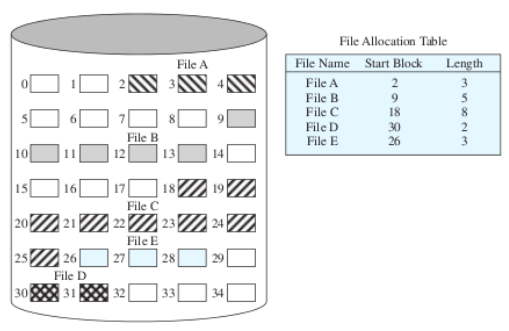 File Allocation Table
File Name Start Block Length
File A 2 3
File B 9 5
File C 18 8
File D 30 2
File E 26 3
File A
0 1 2 3 4
5 6 7 8 9
File B
10 11 12 13 14
15 16 17 18 19
File C
20 21 22 23 24
File E
25 26 27 28 29
File D
30 31 32 33 34